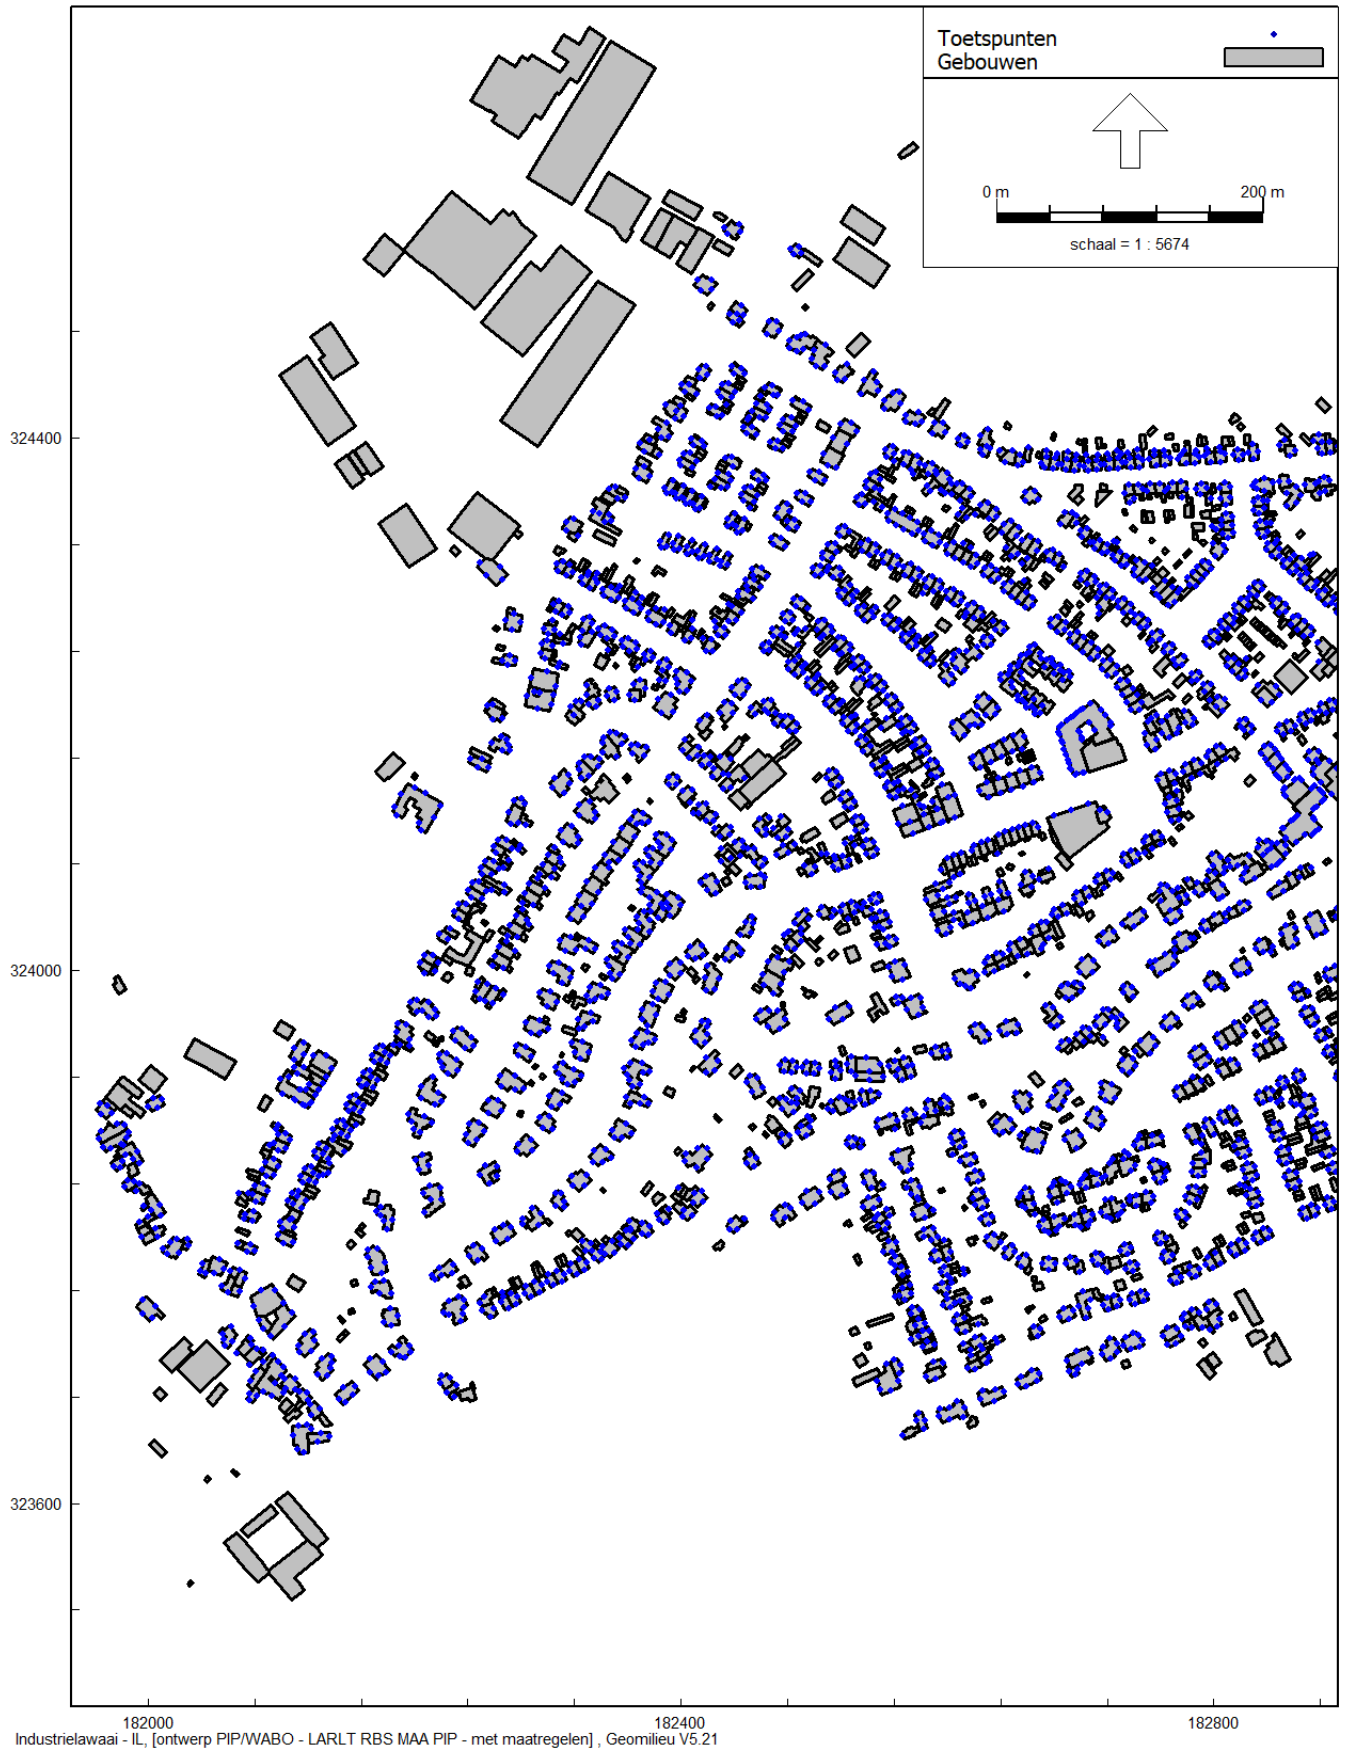 Toetspunten
Gebouwen
0 m 200 m
schaal = 1 : 5674
324400
324000
323600
182000 182400 182800
Industrielawaai - IL, [ontwerp PIP/WABO - LARLT RBS MAA PIP - met maatregelen] , Geomilieu V5.21